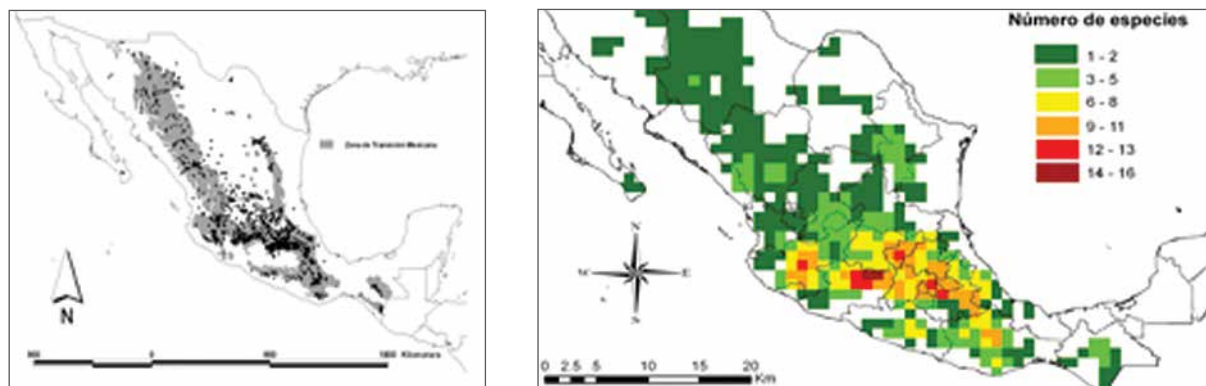 Zona de Transición Mexicana
N
0
Número de especies
1 - 2
3 - 5
6 - 8
9 - 11
12 - 13
14 - 16
N
W E
S
0 2.5 5 10 15 20
Km